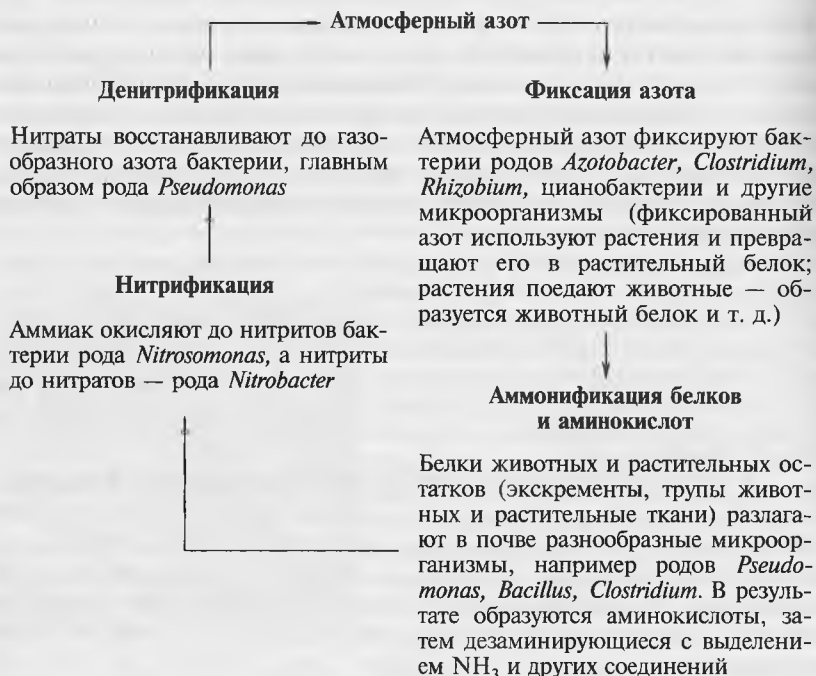 Атмосферный азот
Денитрификация
Нитраты восстанавливают до газо-
образного азота бактерии, главным
образом рода Pseudomonas
Нитрификация
Аммиак окисляют до нитритов бак-
терии рода Nitrosomonas, а нитриты
до нитратов — рода Nitrobacter
Фиксация азота
Атмосферный азот фиксируют бак-
терии родов Azotobacter, Clostridium,
Rhizobium, цианобактерии и другие
микроорганизмы (фиксированный
азот используют растения и превра-
щают его в растительный белок;
растения поедают животные — об-
разуется животный белок и т. д.)
Аммонификация белков
и аминокислот
Белки животных и растительных ос-
татков (экскременты, трупы живот-
ных и растительные ткани) разлага-
ют в почве разнообразные микроор-
ганизмы, например родов Pseudo-
monas, Bacillus, Clostridium. В резуль-
тате образуются аминокислоты, за-
тем дезаминирующиеся с выделени-
ем NH₃ и других соединений